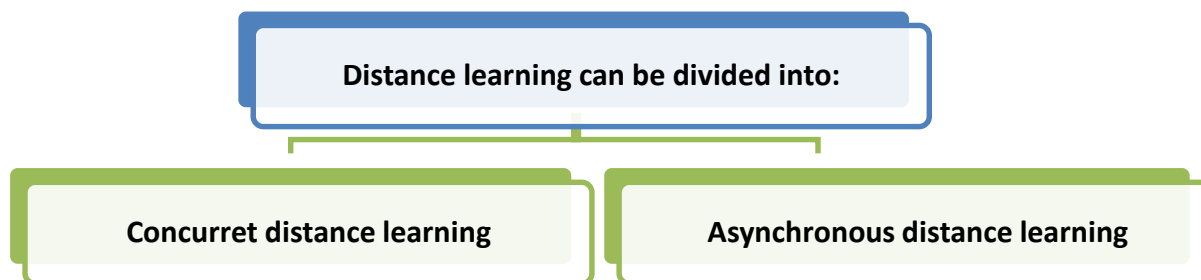 Distance learning can be divided into:
Concurret distance learning
Asynchronous distance learning